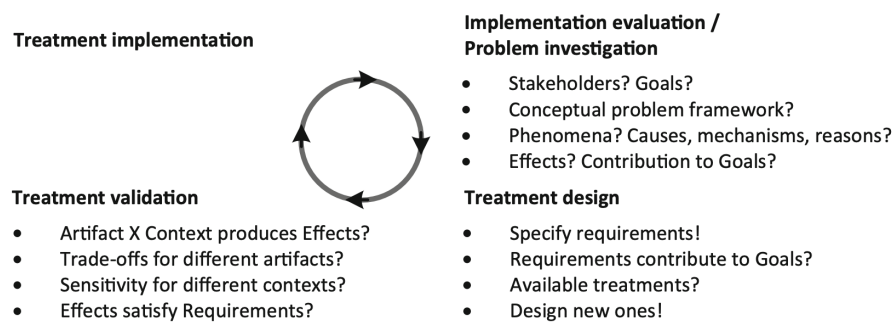 Treatment implementation
Implementation evaluation /
Problem investigation
• Stakeholders? Goals?
• Conceptual problem framework?
• Phenomena? Causes, mechanisms, reasons?
• Effects? Contribution to Goals?
Treatment validation
• Artifact X Context produces Effects?
• Trade-offs for different artifacts?
• Sensitivity for different contexts?
• Effects satisfy Requirements?
Treatment design
• Specify requirements!
• Requirements contribute to Goals?
• Available treatments?
• Design new ones!